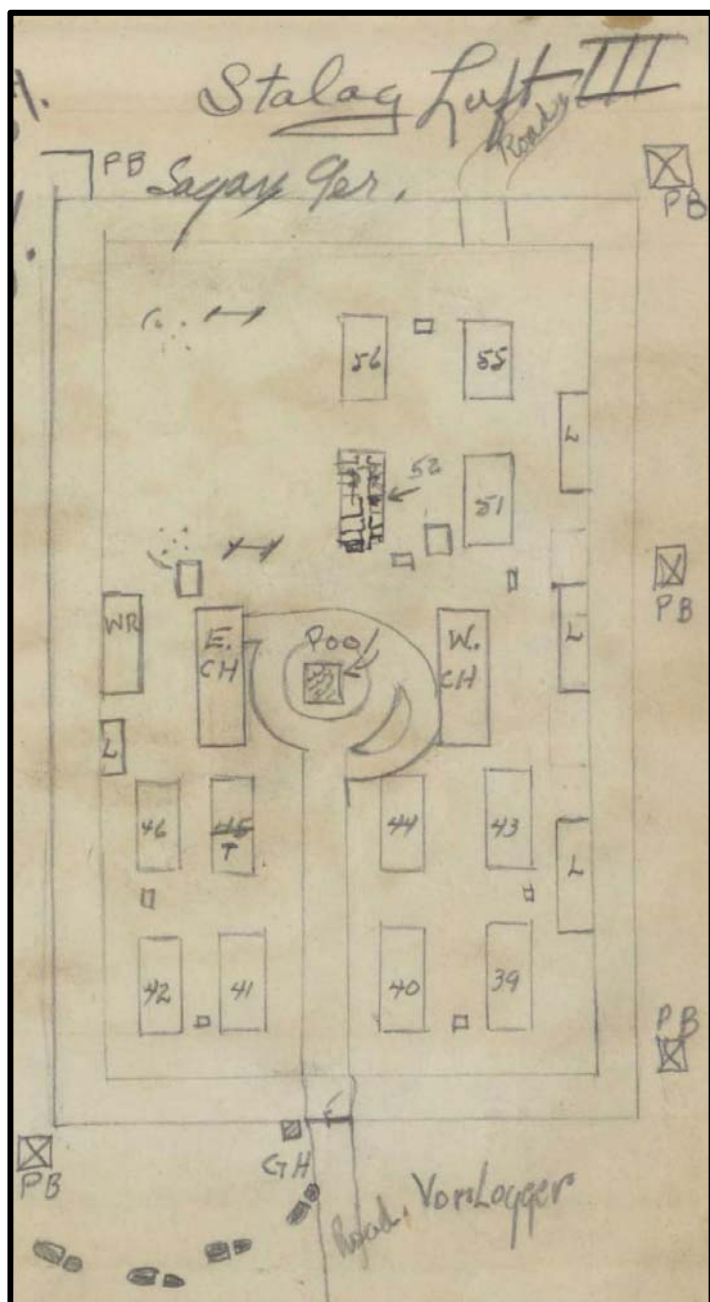 Stalag Luft III
Road
PB Sagan Ger.
PB
56
55
L
52
51
PB
WR
E.
CH
Pool
W.
CH
L
L
46
45
T
44
43
L
42
41
40
39
PB
GH
PB
Road. VorLogger